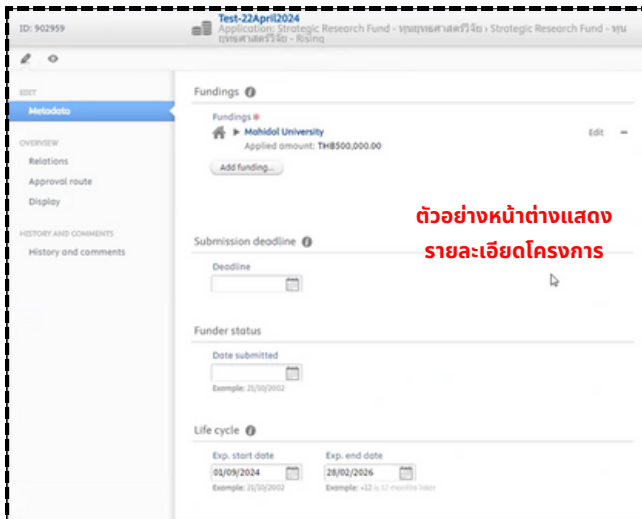 ID: 902959
Test-22April2024
Application: Strategic Research Fund - ทุนยุทธศาสตร์วิจัย › Strategic Research Fund - ทุน
ยุทธศาสตร์วิจัย - Rising
EDIT
Metadata
OVERVIEW
Relations
Approval route
Display
HISTORY AND COMMENTS
History and comments
Fundings
Fundings *
Mahidol University
Edit
Applied amount: THB500,000.00
Add funding...
ตัวอย่างหน้าต่างแสดง
รายละเอียดโครงการ
Submission deadline
Deadline
Funder status
Date submitted
Example: 21/10/2002
Life cycle
Exp. start date Exp. end date
01/09/2024 28/02/2026
Example: 21/10/2002 Example: +12 is 12 months later